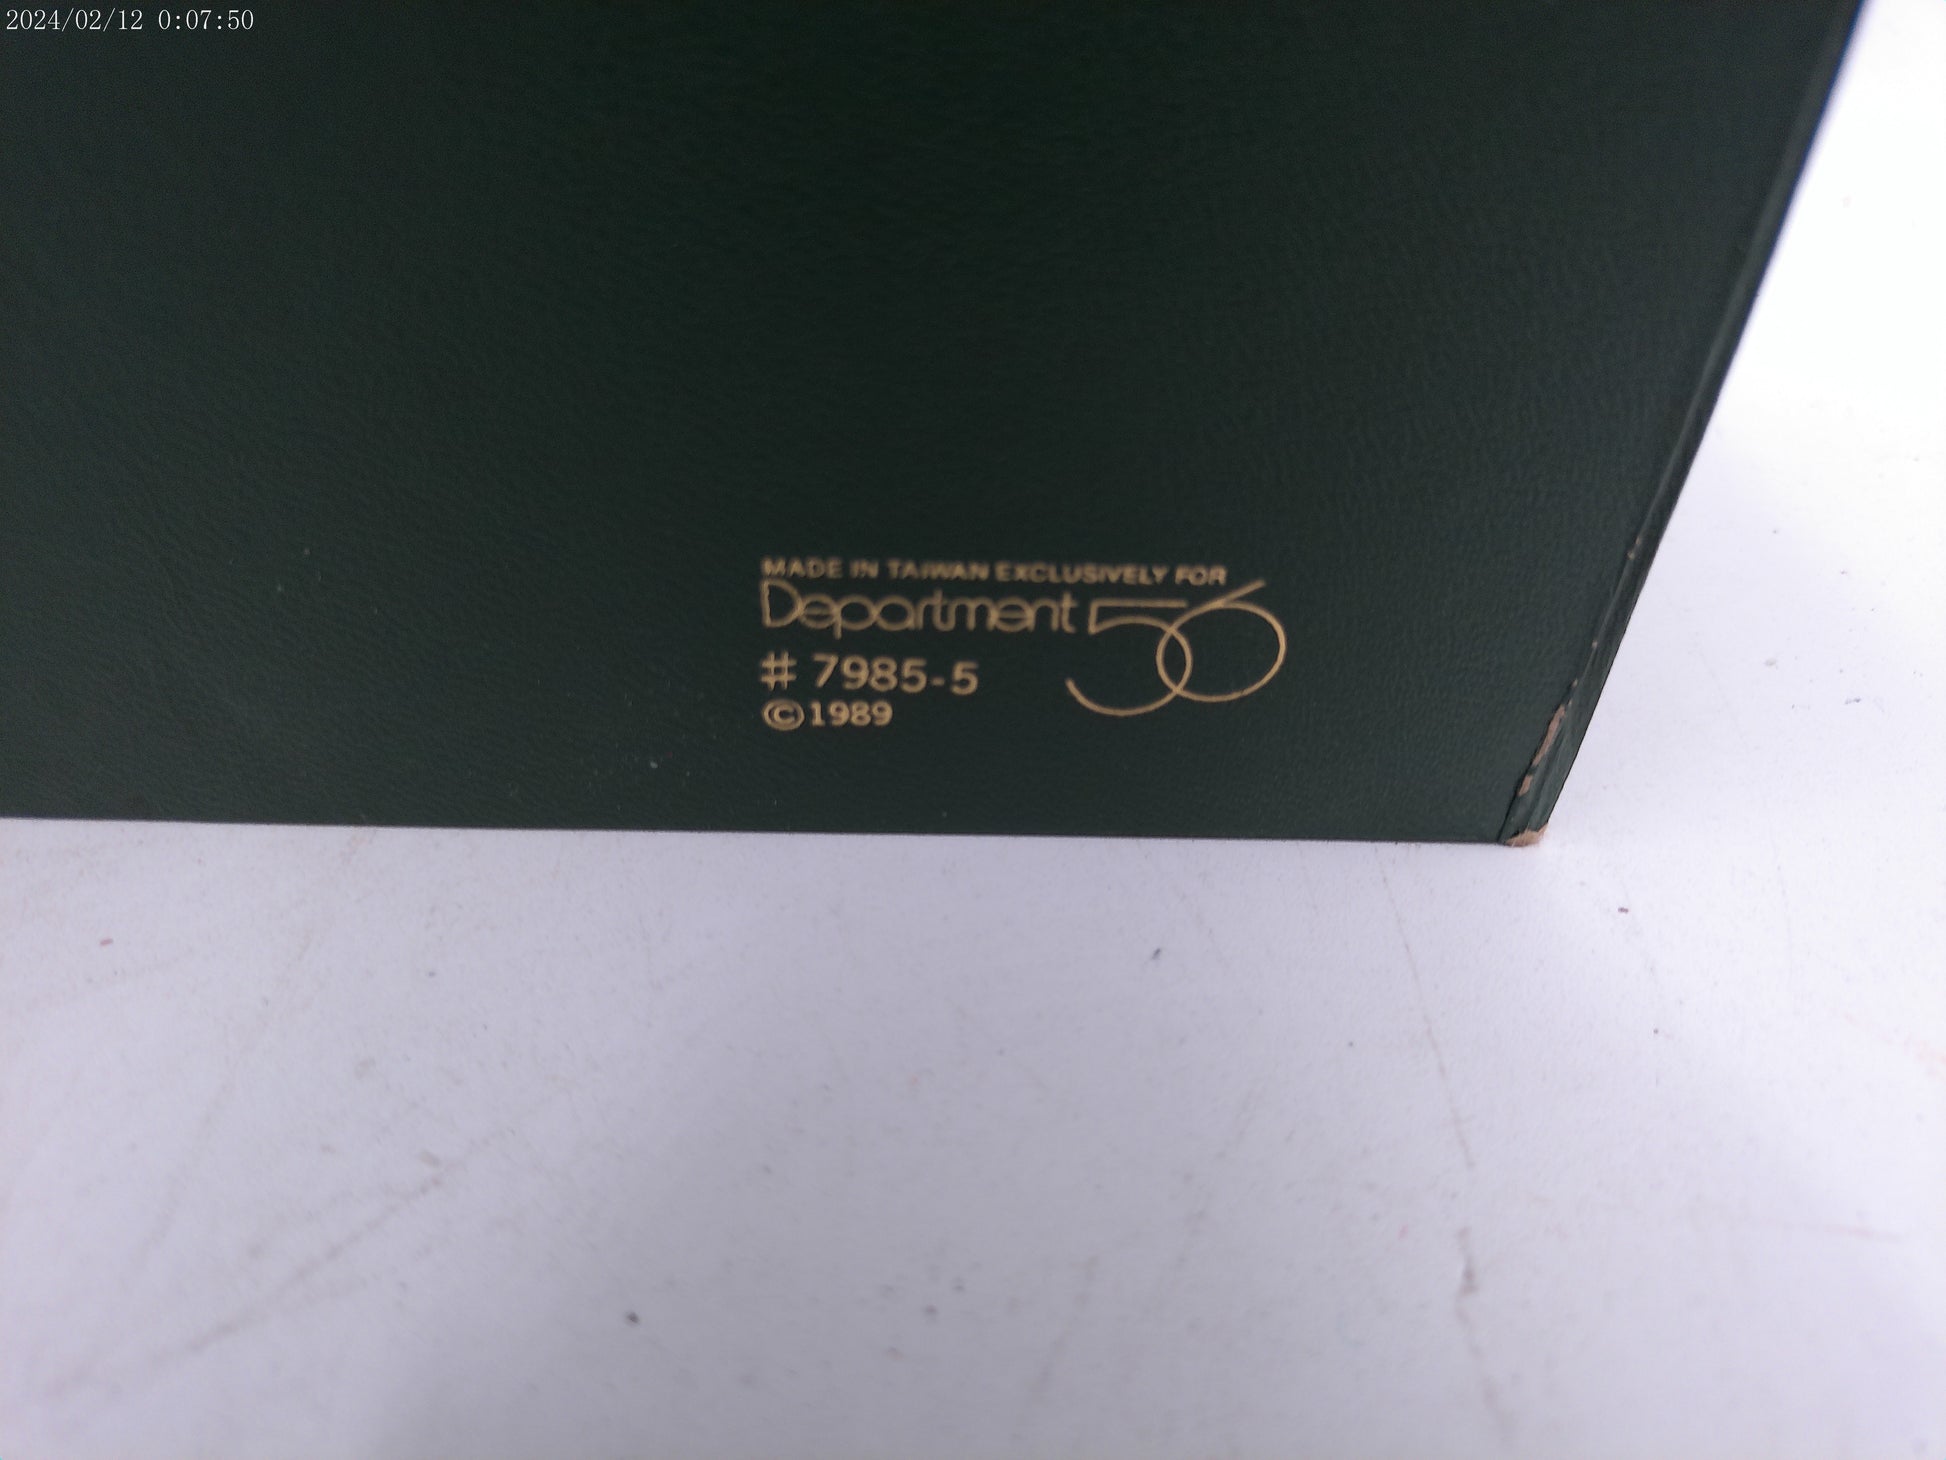 2024/02/12 0:07:50
MADE IN TAIWAN EXCLUSIVELY FOR
Department 56
# 7985-5
©1989